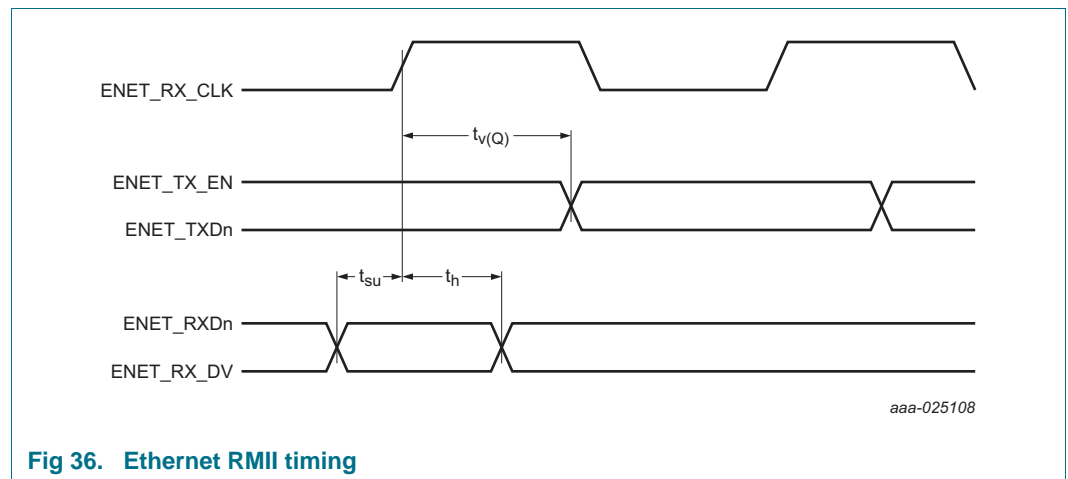 ENET_RX_CLK
tv(Q)
ENET_TX_EN
ENET_TXDn
tsu
th
ENET_RXDn
ENET_RX_DV
aaa-025108
Fig 36. Ethernet RMII timing